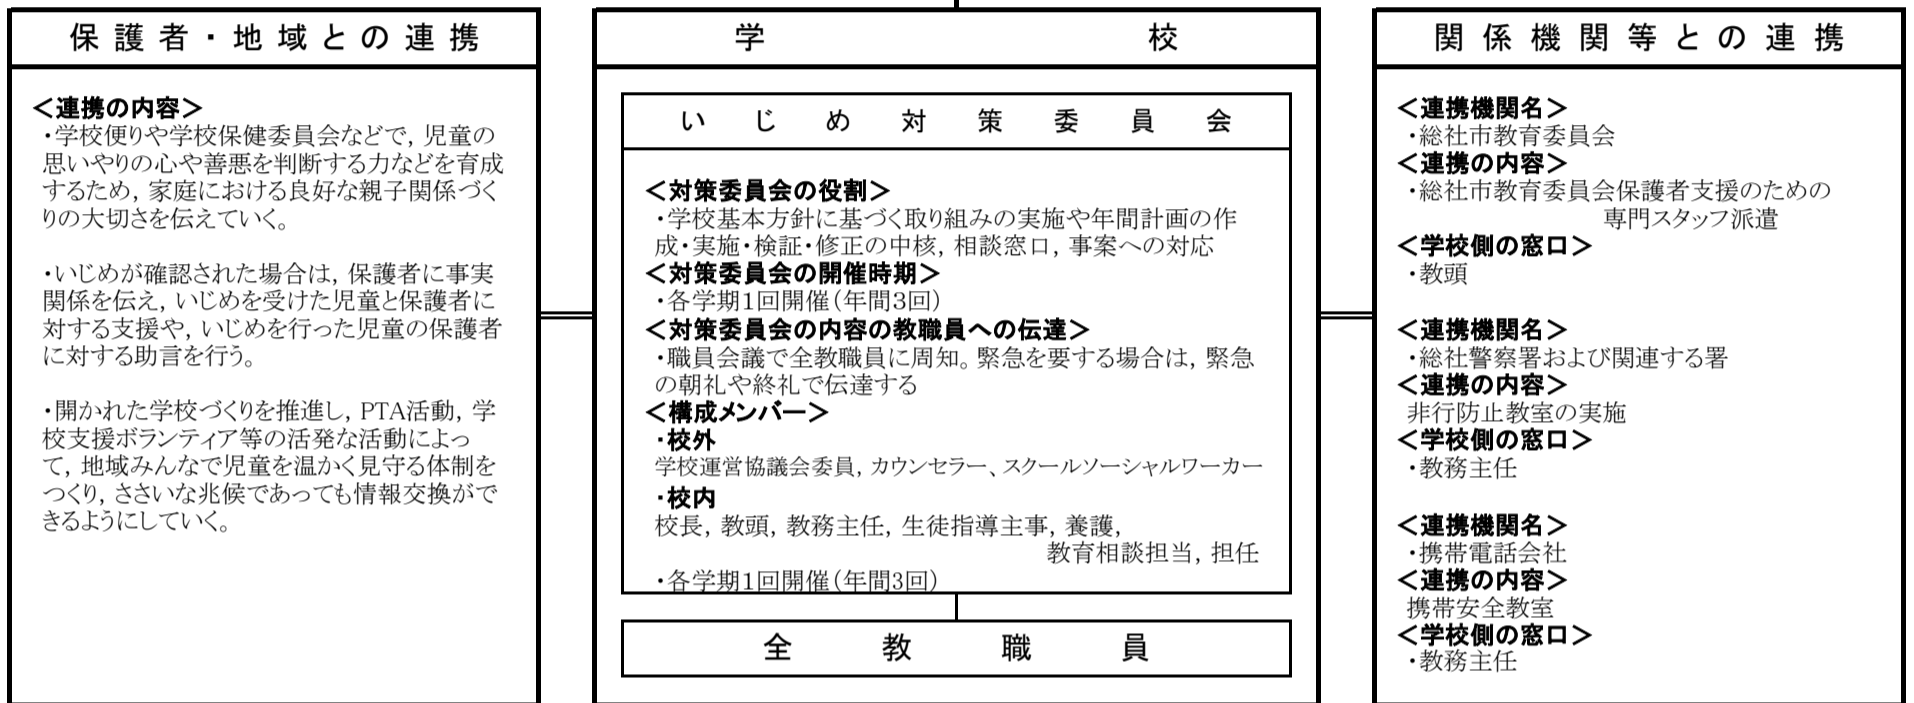 保護者・地域との連携
＜連携の内容＞
・学校便りや学校保健委員会などで，児童の
思いやりの心や善悪を判断する力などを育成
するため，家庭における良好な親子関係づく
りの大切さを伝えていく。
・いじめが確認された場合は，保護者に事実
関係を伝え，いじめを受けた児童と保護者に
対する支援や，いじめを行った児童の保護者
に対する助言を行う。
・開かれた学校づくりを推進し，PTA活動，学
校支援ボランティア等の活発な活動によっ
て，地域みんなで児童を温かく見守る体制を
つくり，ささいな兆候であっても情報交換がで
きるようにしていく。
学校
いじめ対策委員会
＜対策委員会の役割＞
・学校基本方針に基づく取り組みの実施や年間計画の作
成・実施・検証・修正の中核，相談窓口，事案への対応
＜対策委員会の開催時期＞
・各学期１回開催（年間３回）
＜対策委員会の内容の教職員への伝達＞
・職員会議で全教職員に周知。緊急を要する場合は，緊急
の朝礼や終礼で伝達する
＜構成メンバー＞
・校外
学校運営協議会委員，カウンセラー、スクールソーシャルワーカー
・校内
校長，教頭，教務主任，生徒指導主事，養護，
教育相談担当，担任
・各学期１回開催（年間３回）
全教職員
関係機関等との連携
＜連携機関名＞
・総社市教育委員会
＜連携の内容＞
・総社市教育委員会保護者支援のための
専門スタッフ派遣
＜学校側の窓口＞
・教頭
＜連携機関名＞
・総社警察署および関連する署
＜連携の内容＞
非行防止教室の実施
＜学校側の窓口＞
・教務主任
＜連携機関名＞
・携帯電話会社
＜連携の内容＞
携帯安全教室
＜学校側の窓口＞
・教務主任